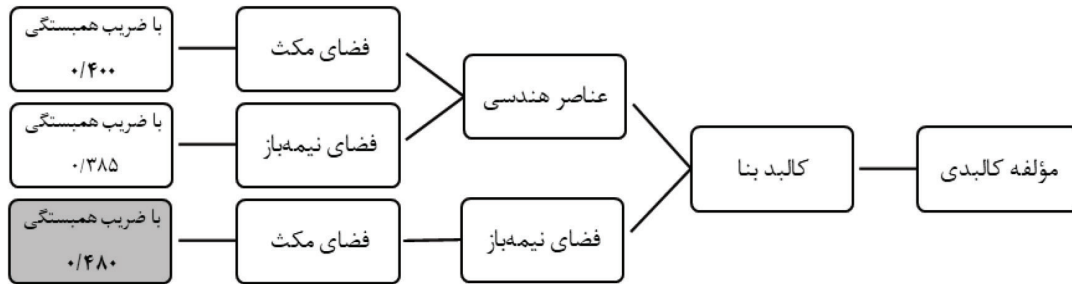 مؤلفه کالبدی
کالبد بنا
عناصر هندسی
فضای مکث
با ضریب همبستگی
۰/۴۰۰
فضای نیمه‌باز
با ضریب همبستگی
۰/۳۸۵
فضای نیمه‌باز
فضای مکث
با ضریب همبستگی
۰/۴۸۰